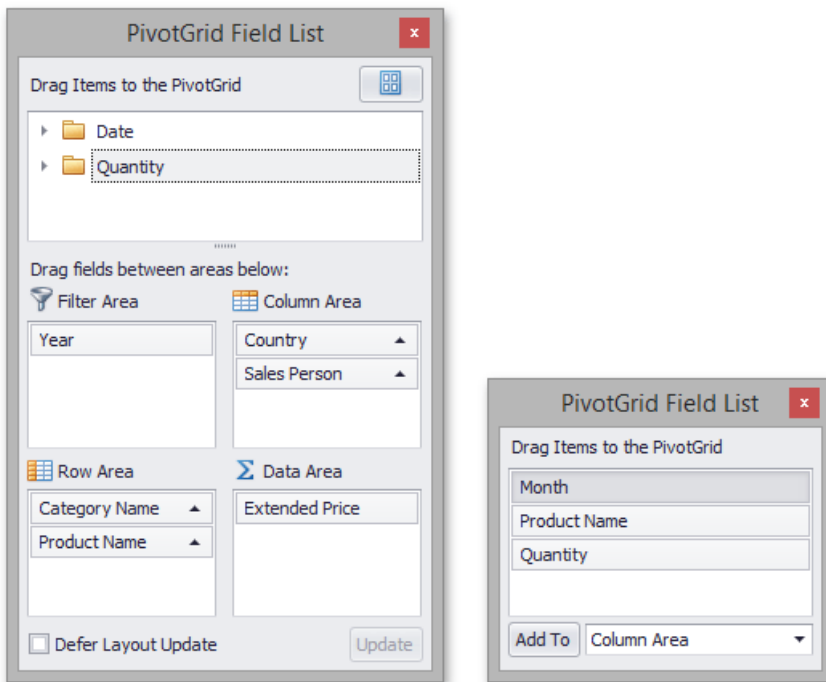 PivotGrid Field List
x
Drag Items to the PivotGrid
Date
Quantity
Drag fields between areas below:
Filter Area
Column Area
Year
Country
Sales Person
Row Area
Data Area
Category Name
Extended Price
Product Name
Defer Layout Update
Update
PivotGrid Field List
x
Drag Items to the PivotGrid
Month
Product Name
Quantity
Add To
Column Area